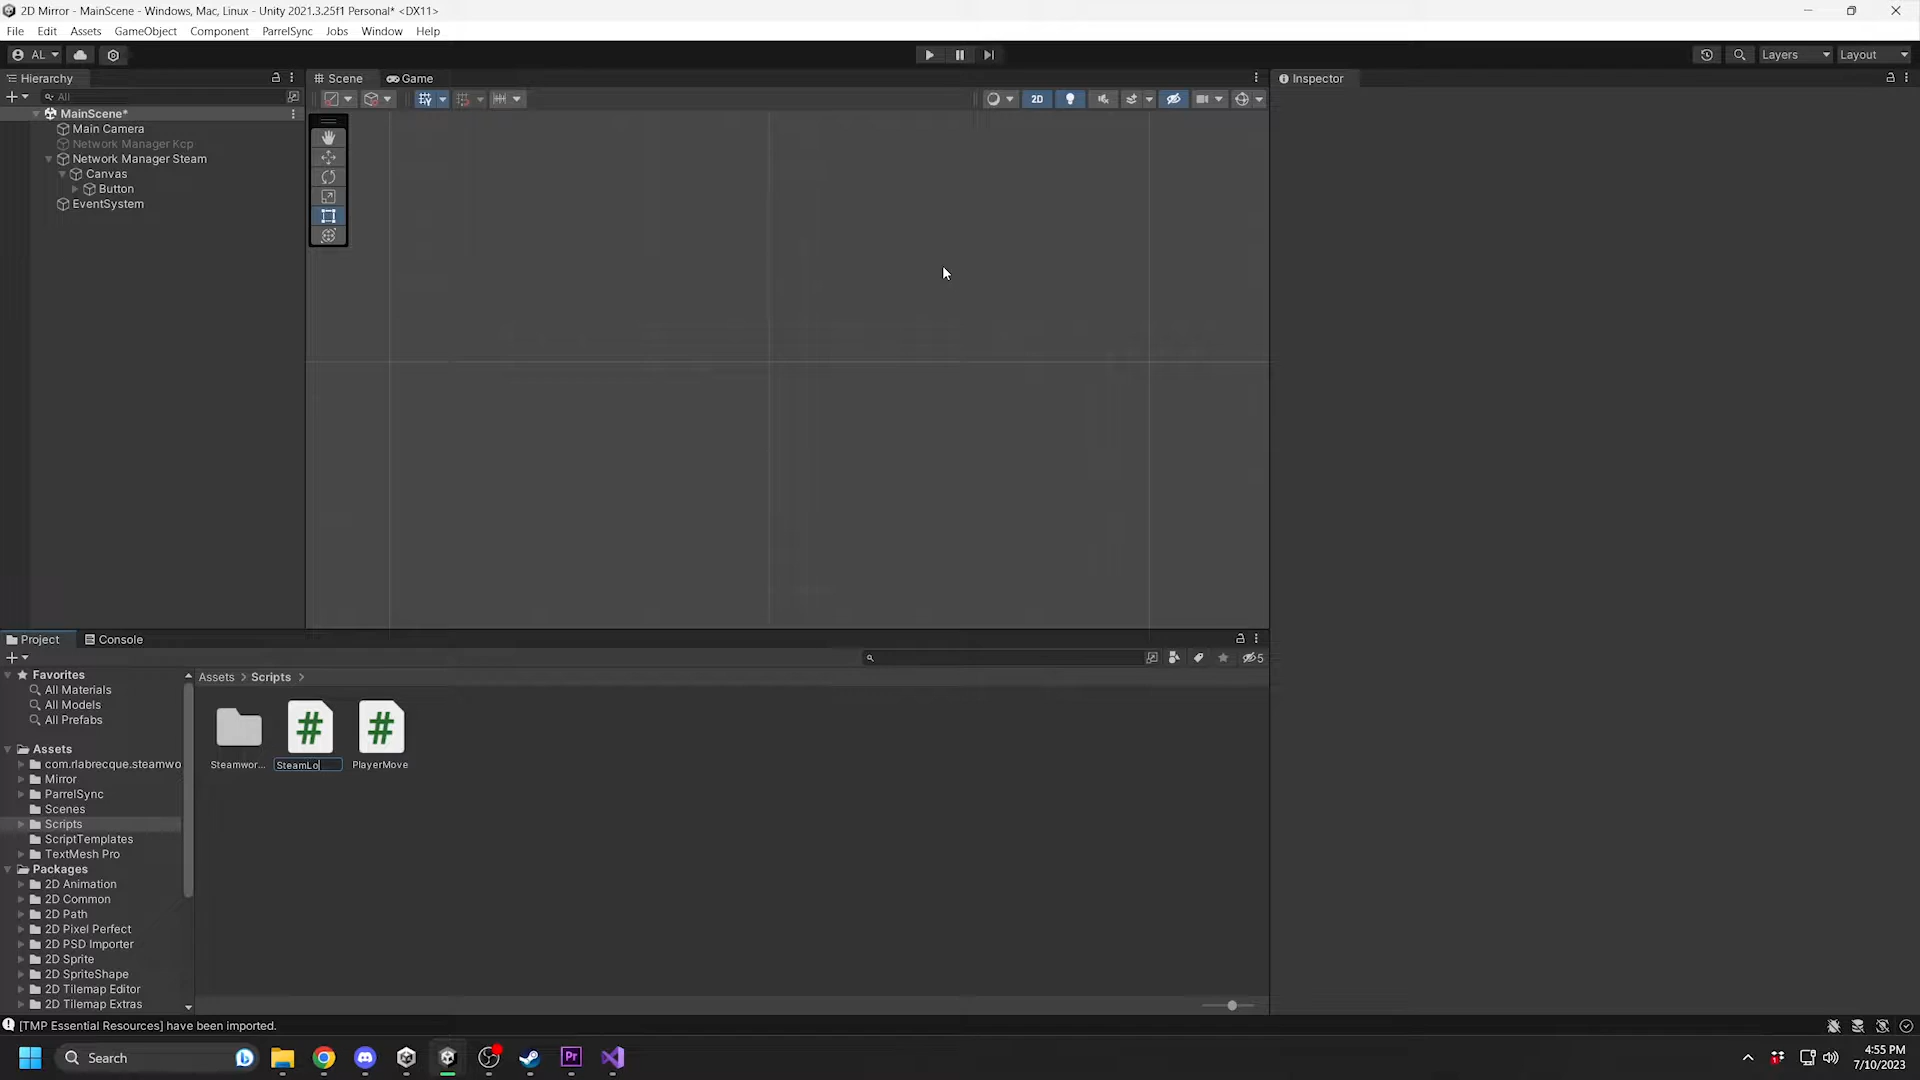 2D Mirror - MainScene - Windows, Mac, Linux - Unity 2021.3.25f1 Personal* <DX11>
File Edit Assets GameObject Component ParrelSync Jobs Window Help
AL Layers Layout
Hierarchy
Scene Game
Inspector
All
2D
MainScene*
Main Camera
Network Manager Kcp
Network Manager Steam
Canvas
Button
EventSystem
Project Console
5
Favorites
All Materials
All Models
All Prefabs
Assets
com.rlabrecque.steamwo
Mirror
ParrelSync
Scenes
Scripts
ScriptTemplates
TextMesh Pro
Packages
2D Animation
2D Common
2D Path
2D Pixel Perfect
2D PSD Importer
2D Sprite
2D SpriteShape
2D Tilemap Editor
2D Tilemap Extras
Assets > Scripts >
# #
Steamwor... SteamLo PlayerMove
[TMP Essential Resources] have been imported.
Search
Pr
1
4:55 PM
7/10/2023